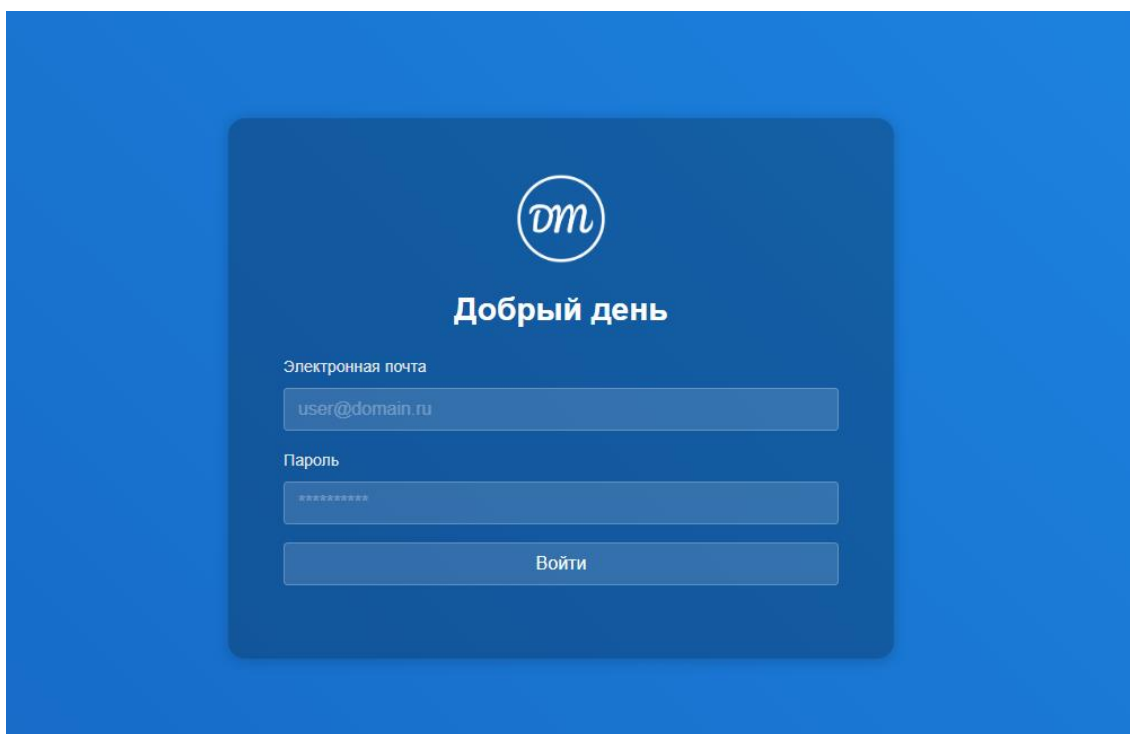 DM
Добрый день
Электронная почта
user@domain.ru
Пароль
**********
Войти